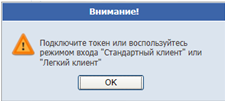 Внимание!
Подключите токен или воспользуйтесь
режимом входа "Стандартный клиент" или
"Легкий клиент"
OK